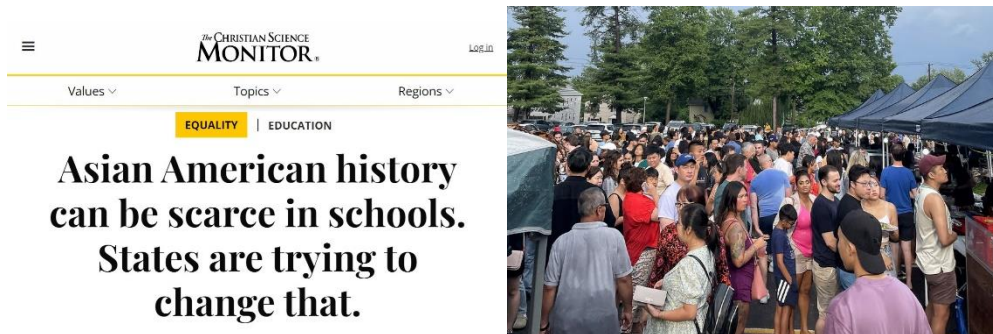 The CHRISTIAN SCIENCE
MONITOR®
Log in
Values
Topics
Regions
EQUALITY | EDUCATION
Asian American history
can be scarce in schools.
States are trying to
change that.